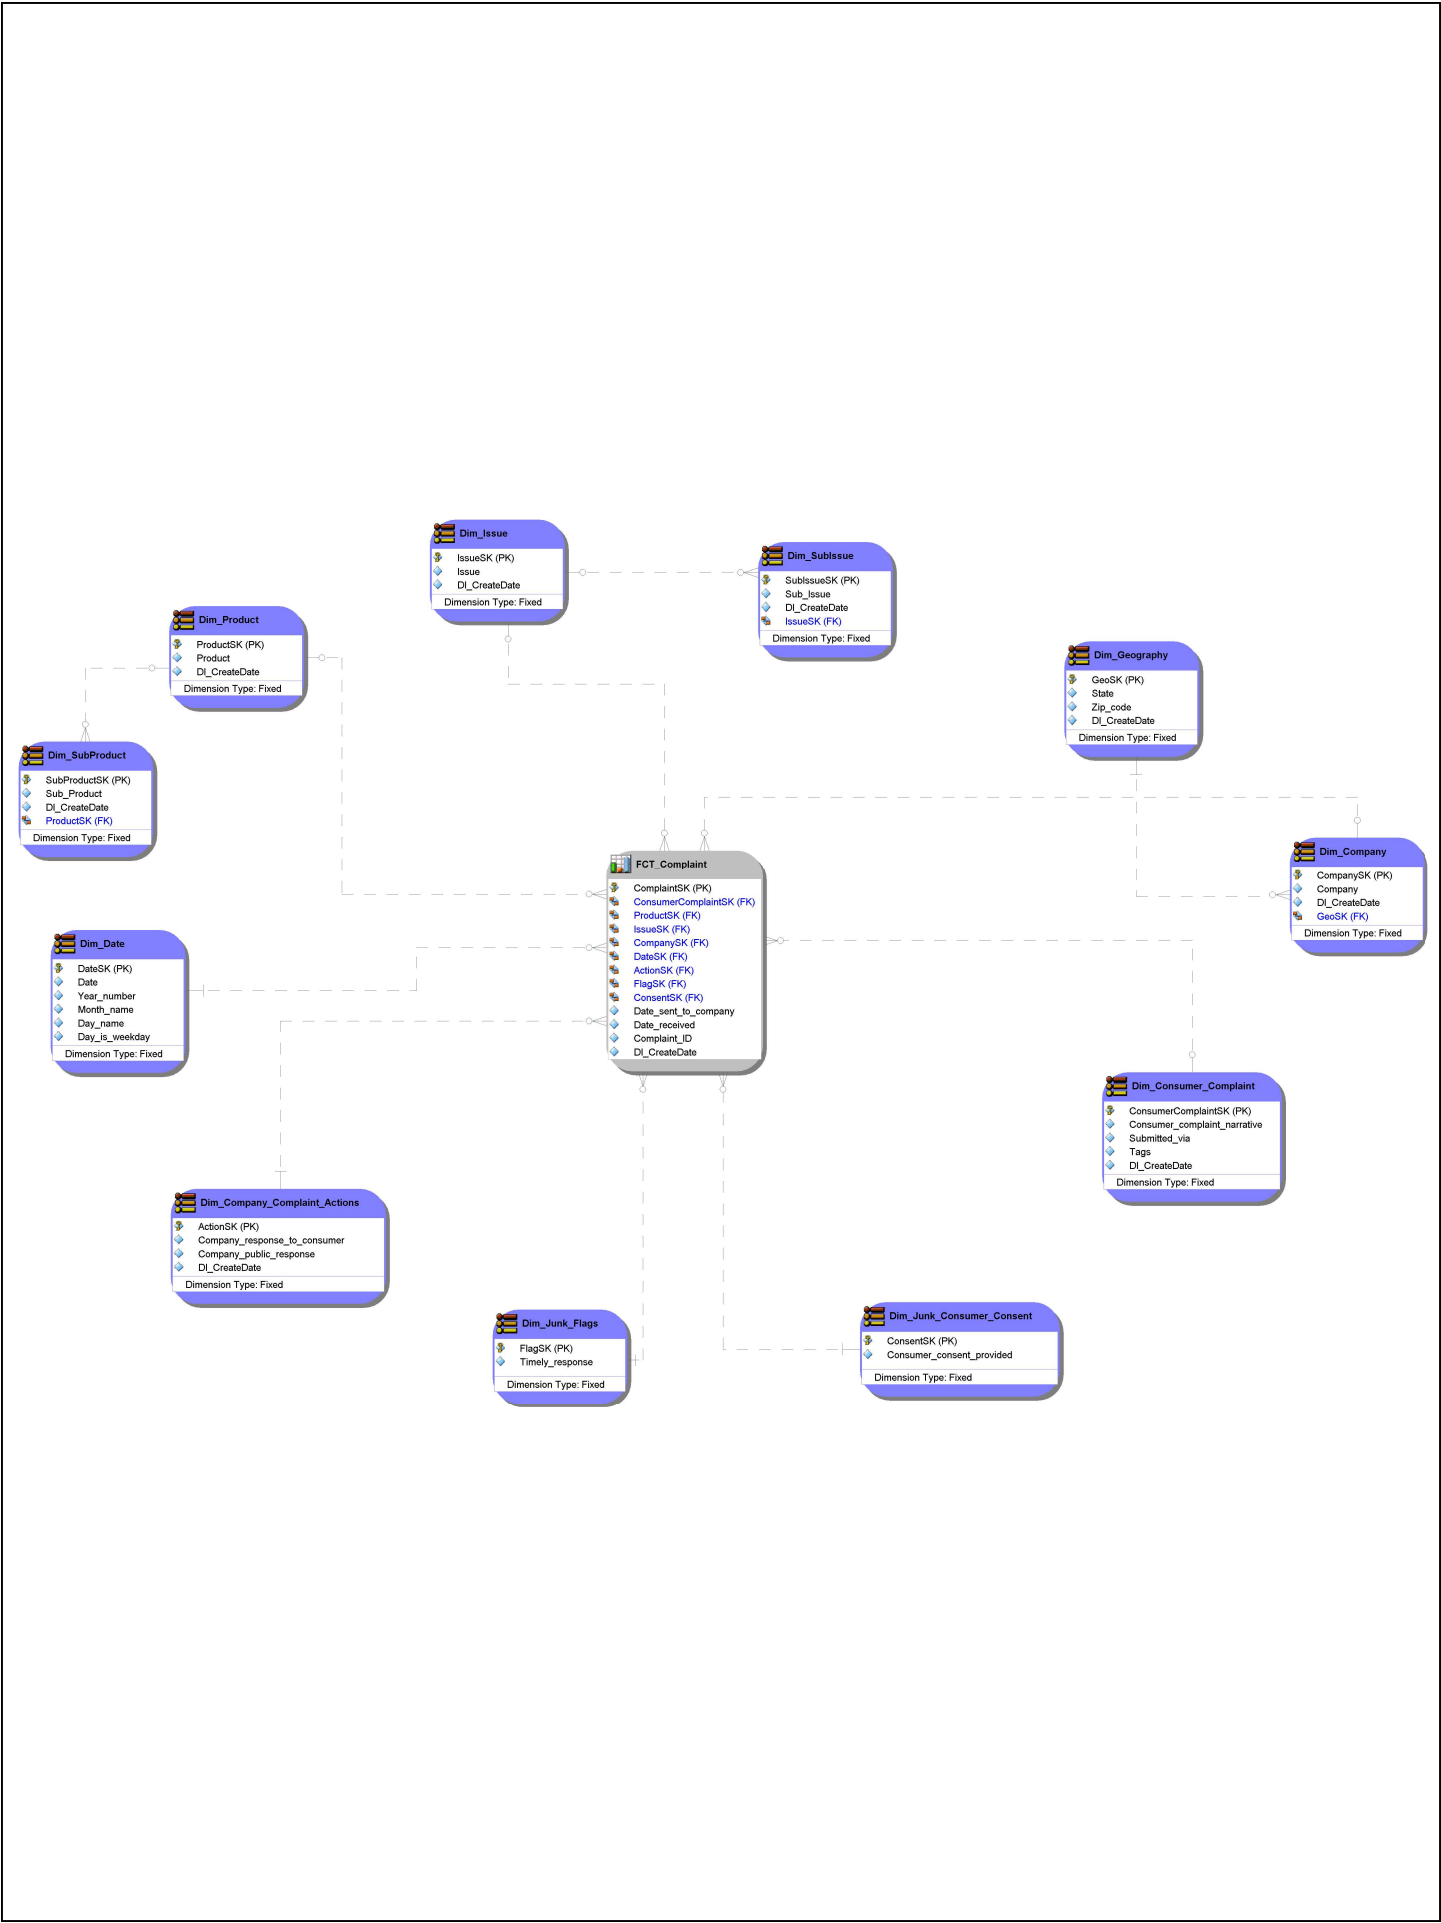 Dim_Issue
IssueSK (PK)
Issue
DI_CreateDate
Dimension Type: Fixed
Dim_SubIssue
SubIssueSK (PK)
Sub_Issue
DI_CreateDate
IssueSK (FK)
Dimension Type: Fixed
Dim_Product
ProductSK (PK)
Product
DI_CreateDate
Dimension Type: Fixed
Dim_Geography
GeoSK (PK)
State
Zip_code
DI_CreateDate
Dimension Type: Fixed
Dim_SubProduct
SubProductSK (PK)
Sub_Product
DI_CreateDate
ProductSK (FK)
Dimension Type: Fixed
Dim_Company
CompanySK (PK)
Company
DI_CreateDate
GeoSK (FK)
Dimension Type: Fixed
FCT_Complaint
ComplaintSK (PK)
ConsumerComplaintSK (FK)
ProductSK (FK)
IssueSK (FK)
CompanySK (FK)
DateSK (FK)
ActionSK (FK)
FlagSK (FK)
ConsentSK (FK)
Date_sent_to_company
Date_received
Complaint_ID
DI_CreateDate
Dim_Date
DateSK (PK)
Date
Year_number
Month_name
Day_name
Day_is_weekday
Dimension Type: Fixed
Dim_Consumer_Complaint
ConsumerComplaintSK (PK)
Consumer_complaint_narrative
Submitted_via
Tags
DI_CreateDate
Dimension Type: Fixed
Dim_Company_Complaint_Actions
ActionSK (PK)
Company_response_to_consumer
Company_public_response
DI_CreateDate
Dimension Type: Fixed
Dim_Junk_Flags
FlagSK (PK)
Timely_response
Dimension Type: Fixed
Dim_Junk_Consumer_Consent
ConsentSK (PK)
Consumer_consent_provided
Dimension Type: Fixed